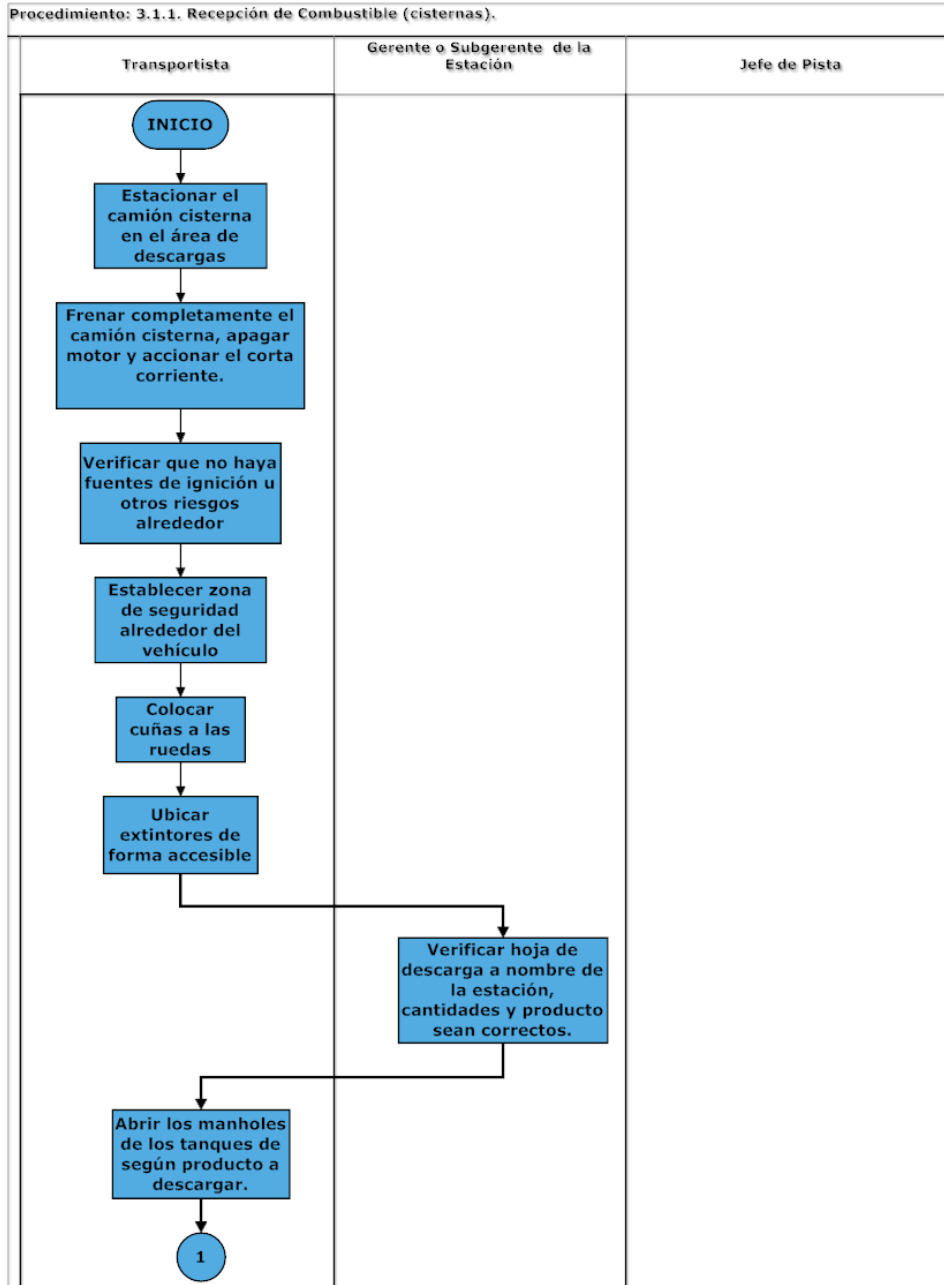 Procedimiento: 3.1.1. Recepción de Combustible (cisternas).
Transportista
Gerente o Subgerente de la
Estación
Jefe de Pista
INICIO
Estacionar el
camión cisterna
en el área de
descargas
Frenar completamente el
camión cisterna, apagar
motor y accionar el corta
corriente.
Verificar que no haya
fuentes de ignición u
otros riesgos
alrededor
Establecer zona
de seguridad
alrededor del
vehículo
Colocar
cuñas a las
ruedas
Ubicar
extintores de
forma accesible
Verificar hoja de
descarga a nombre de
la estación,
cantidades y producto
sean correctos.
Abrir los manholes
de los tanques de
según producto a
descargar.
1